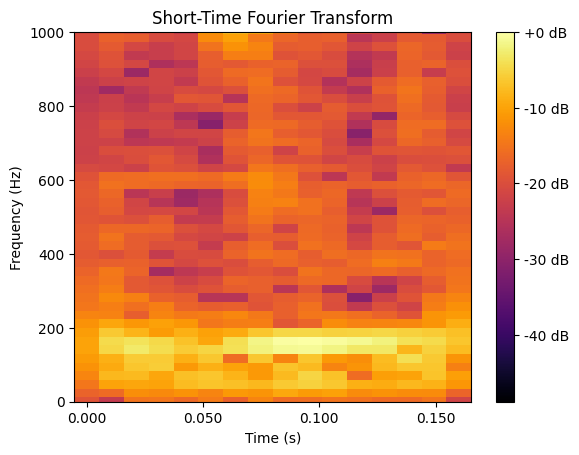 Short-Time Fourier Transform
1000
800
600
400
200
0
Frequency (Hz)
0.000
0.050
0.100
0.150
Time (s)
+0 dB
-10 dB
-20 dB
-30 dB
-40 dB